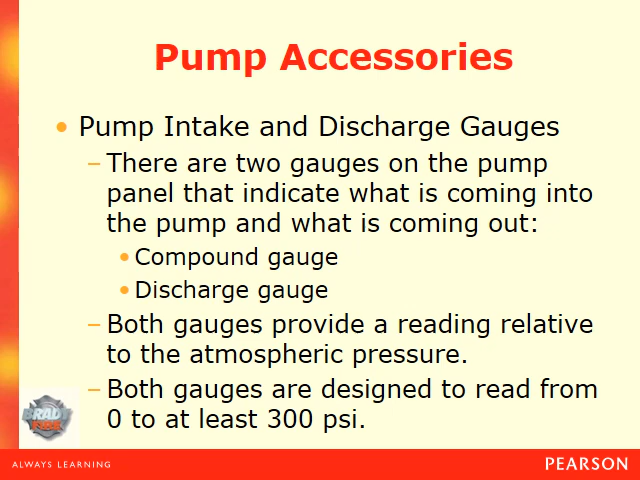 Pump Accessories
• Pump Intake and Discharge Gauges
– There are two gauges on the pump
panel that indicate what is coming into
the pump and what is coming out:
• Compound gauge
• Discharge gauge
– Both gauges provide a reading relative
to the atmospheric pressure.
– Both gauges are designed to read from
0 to at least 300 psi.
BRADY
FIRE
ALWAYS LEARNING
PEARSON